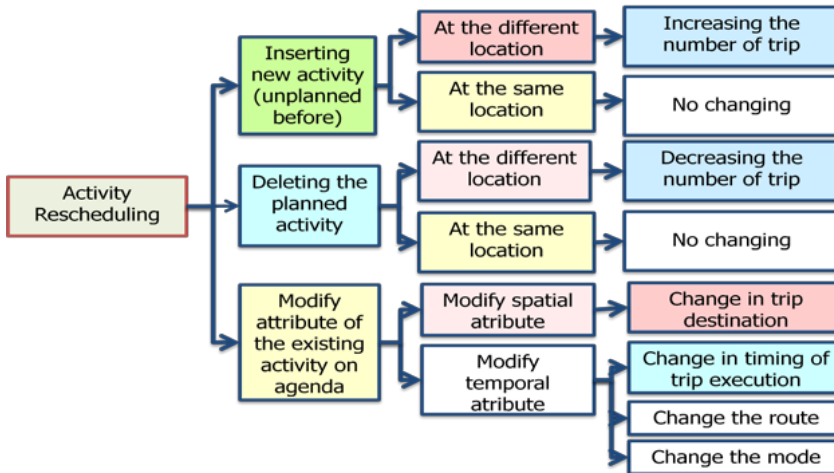 Activity
Rescheduling
Inserting
new activity
(unplanned
before)
At the different
location
Increasing the
number of trip
At the same
location
No changing
Deleting the
planned
activity
At the different
location
Decreasing the
number of trip
At the same
location
No changing
Modify
attribute of
the existing
activity on
agenda
Modify spatial
atribute
Change in trip
destination
Modify
temporal
atribute
Change in timing of
trip execution
Change the route
Change the mode